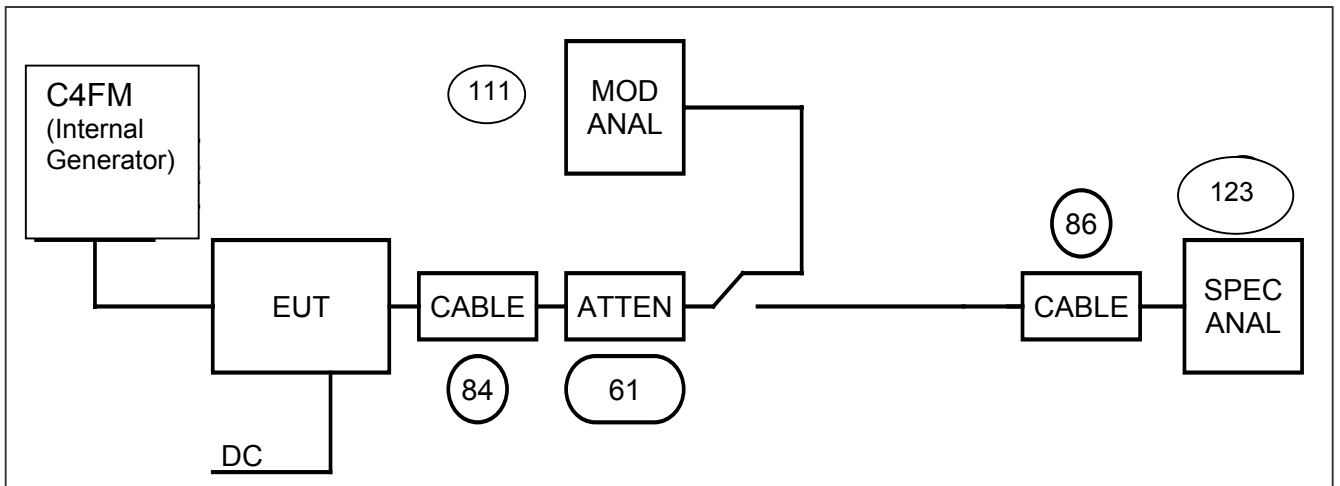 C4FM
(Internal
Generator)
111
MOD
ANAL
123
86
EUT
CABLE
ATTEN
CABLE
SPEC
ANAL
84
61
DC